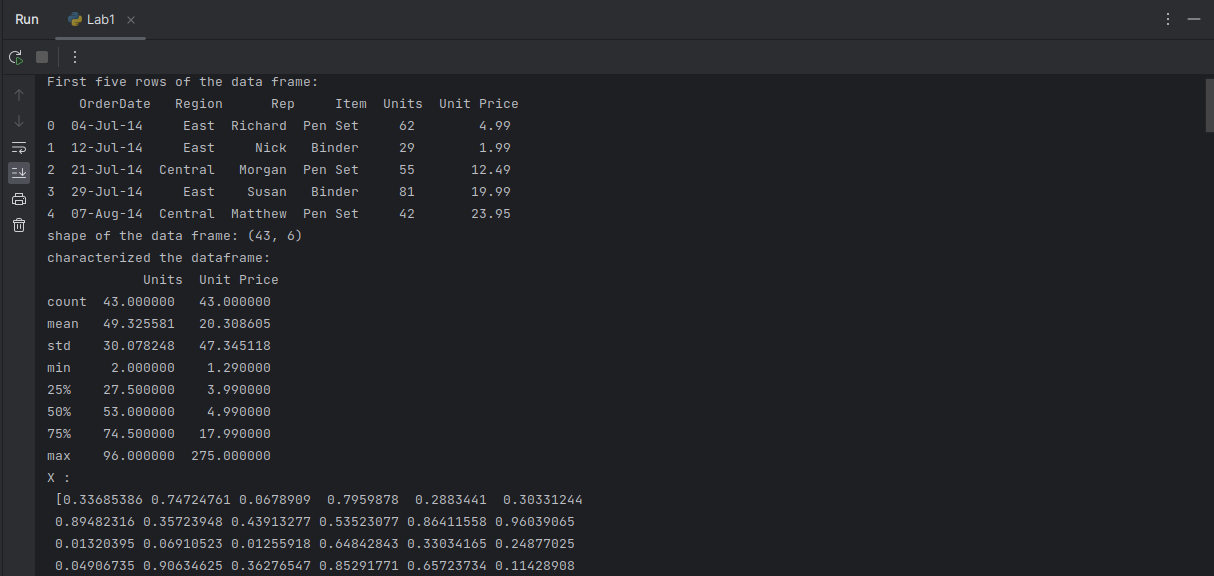 Run Lab1
First five rows of the data frame:
    OrderDate   Region      Rep     Item  Units  Unit Price
0  04-Jul-14     East  Richard  Pen Set     62        4.99
1  12-Jul-14     East     Nick   Binder     29        1.99
2  21-Jul-14  Central   Morgan  Pen Set     55       12.49
3  29-Jul-14     East    Susan   Binder     81       19.99
4  07-Aug-14  Central  Matthew  Pen Set     42       23.95
shape of the data frame: (43, 6)
characterized the dataframe:
            Units  Unit Price
count  43.000000   43.000000
mean   49.325581   20.308605
std    30.078248   47.345118
min     2.000000    1.290000
25%    27.500000    3.990000
50%    53.000000    4.990000
75%    74.500000   17.990000
max    96.000000  275.000000
X :
 [0.33685386 0.74724761 0.0678909  0.7959878  0.2883441  0.30331244
 0.89482316 0.35723948 0.43913277 0.53523077 0.86411558 0.96039065
 0.01320395 0.06910523 0.01255918 0.64842843 0.33034165 0.24877025
 0.04906735 0.90634625 0.36276547 0.85291771 0.65723734 0.11428908